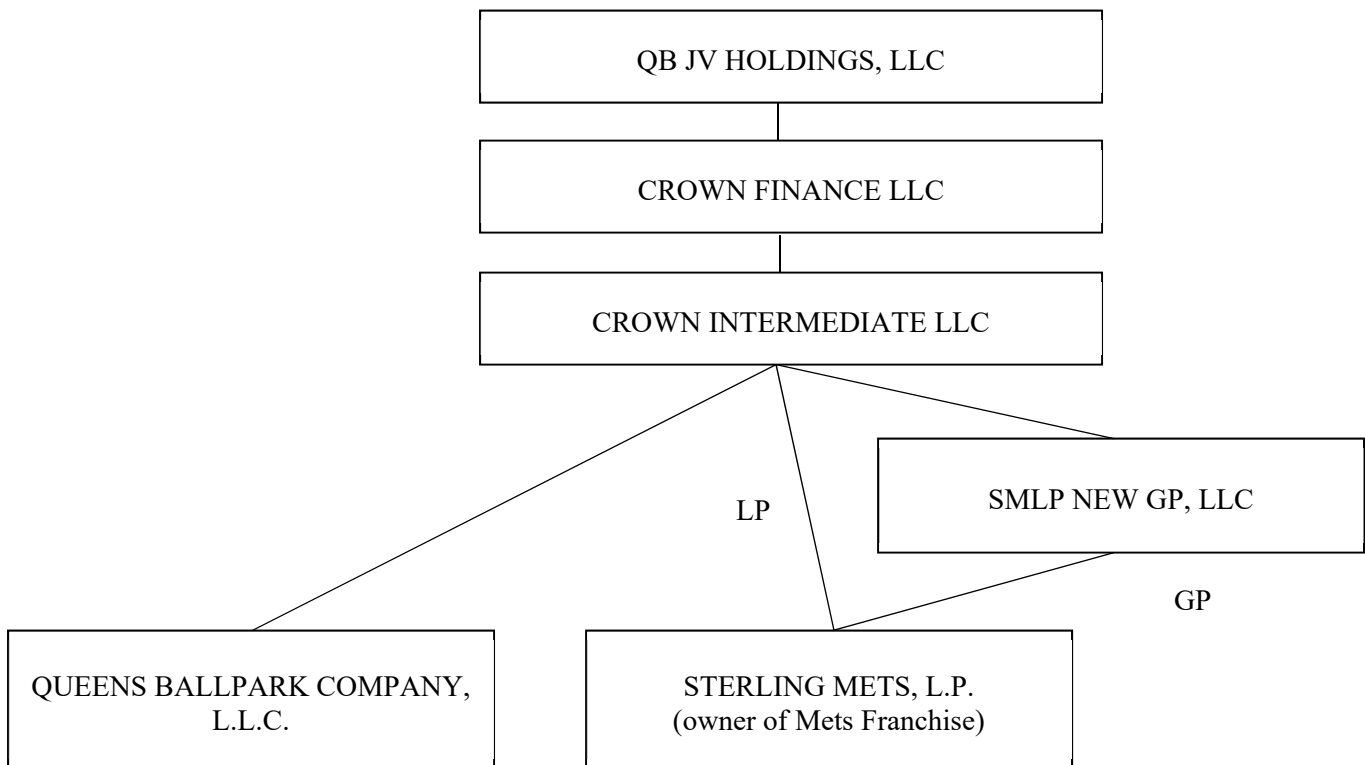 QB JV HOLDINGS, LLC
CROWN FINANCE LLC
CROWN INTERMEDIATE LLC
LP
SMLP NEW GP, LLC
GP
QUEENS BALLPARK COMPANY,
L.L.C.
STERLING METS, L.P.
(owner of Mets Franchise)